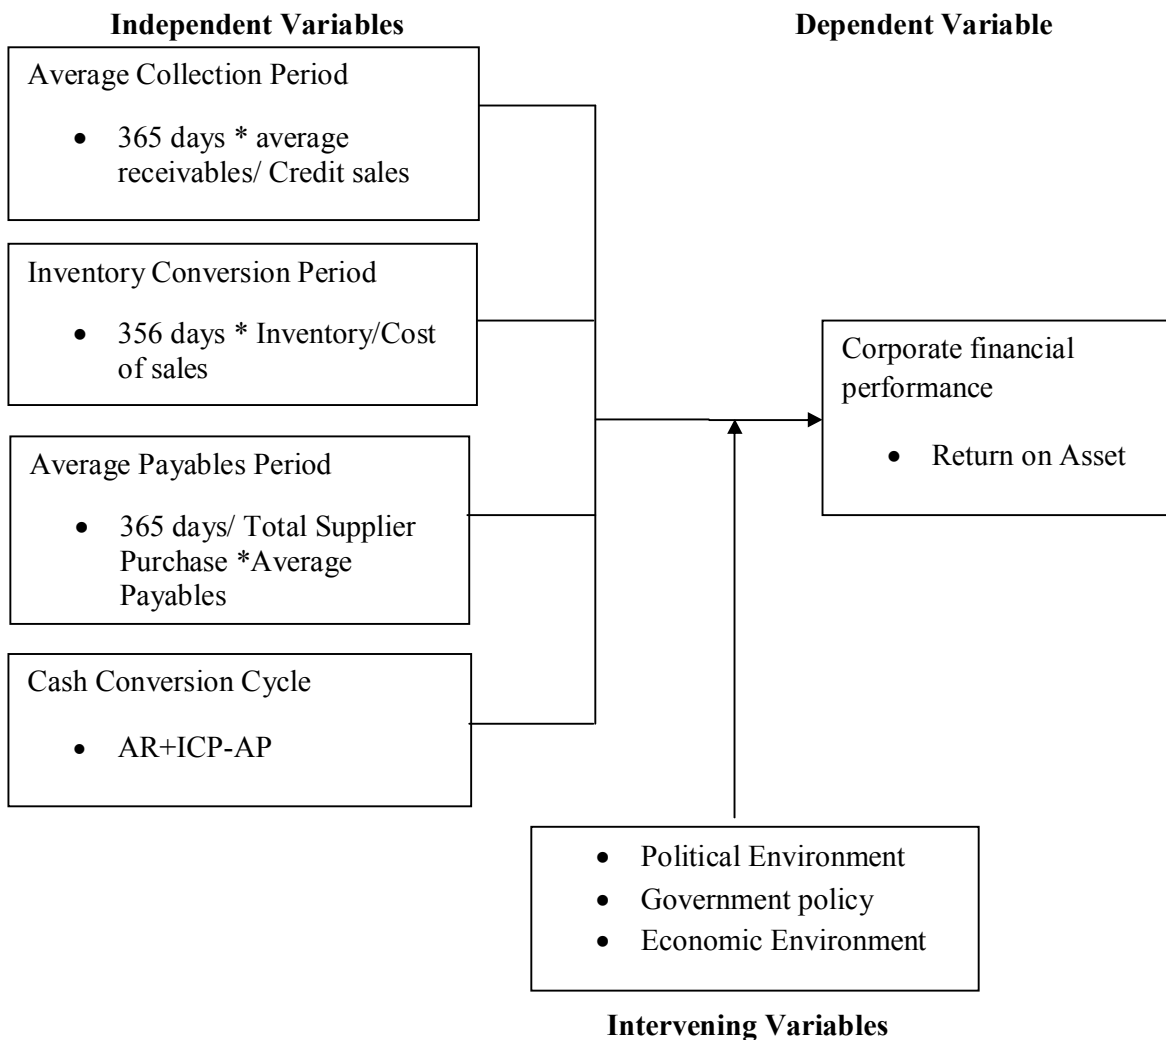 Independent Variables
Dependent Variable
Average Collection Period
• 365 days * average
receivables/ Credit sales
Inventory Conversion Period
• 356 days * Inventory/Cost
of sales
Average Payables Period
• 365 days/ Total Supplier
Purchase *Average
Payables
Cash Conversion Cycle
• AR+ICP-AP
Corporate financial
performance
• Return on Asset
• Political Environment
• Government policy
• Economic Environment
Intervening Variables